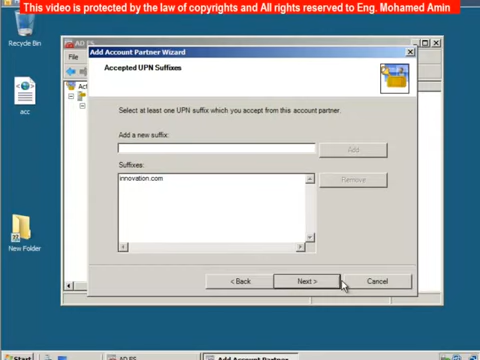 This video is protected by the law of copyrights and All rights reserved to Eng. Mohamed Amin
Recycle Bin
AD FS
File
Add Account Partner Wizard
Accepted UPN Suffixes
acc
Select at least one UPN suffix which you accept from this account partner.
Add a new suffix:
Add
Suffixes:
innovation.com
Remove
New Folder
< Back
Next >
Cancel
Start
AD FS
Add Account Partner